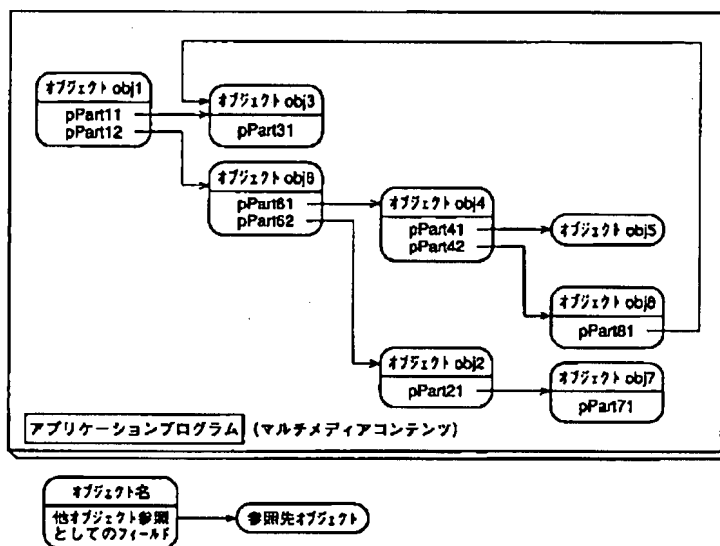 オブジェクト obj1
pPart11
pPart12
オブジェクト obj3
pPart31
オブジェクト obj6
pPart61
pPart62
オブジェクト obj4
pPart41
pPart42
オブジェクト obj5
オブジェクト obj8
pPart81
オブジェクト obj2
pPart21
オブジェクト obj7
pPart71
アプリケーションプログラム (マルチメディアコンテンツ)
オブジェクト名
他オブジェクト参照
としてのフィールド
参照先オブジェクト